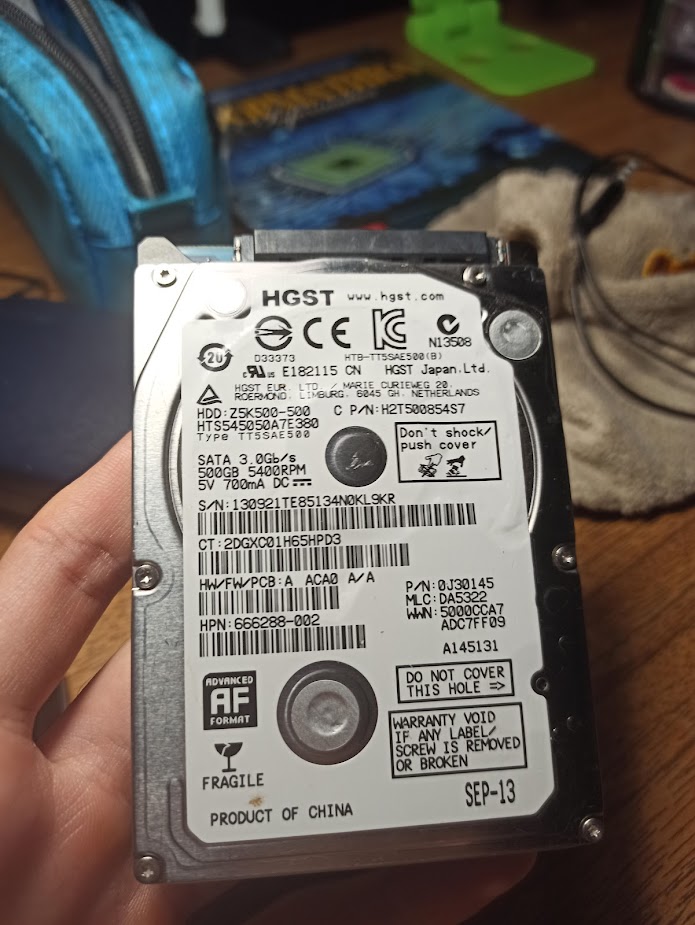 HGST www.hgst.com
N13508
D33373 HTB-TT5SAE500(B)
E182115 CN HGST Japan,Ltd.
HGST EUR. LTD. / MARIE CURIEWEG 20,
ROERMOND, LIMBURG, 6045 GH, NETHERLANDS
HDD:Z5K500-500 C P/N:H2T500854S7
HTS545050A7E380
Type TT5SAE500
Don't shock/
push cover
SATA 3.0Gb/s
500GB 5400RPM
5V 700mA DC
S/N:130921TE85134N0KL9KR
CT:2DGXC01H65HPD3
HW/FW/PCB:A ACA0 A/A
P/N:0J30145
MLC:DA5322
WWN:5000CCA7
ADC7FF09
HPN:666288-002
A145131
ADVANCED
AF
FORMAT
DO NOT COVER
THIS HOLE =>
WARRANTY VOID
IF ANY LABEL/
SCREW IS REMOVED
OR BROKEN
FRAGILE
SEP-13
PRODUCT OF CHINA